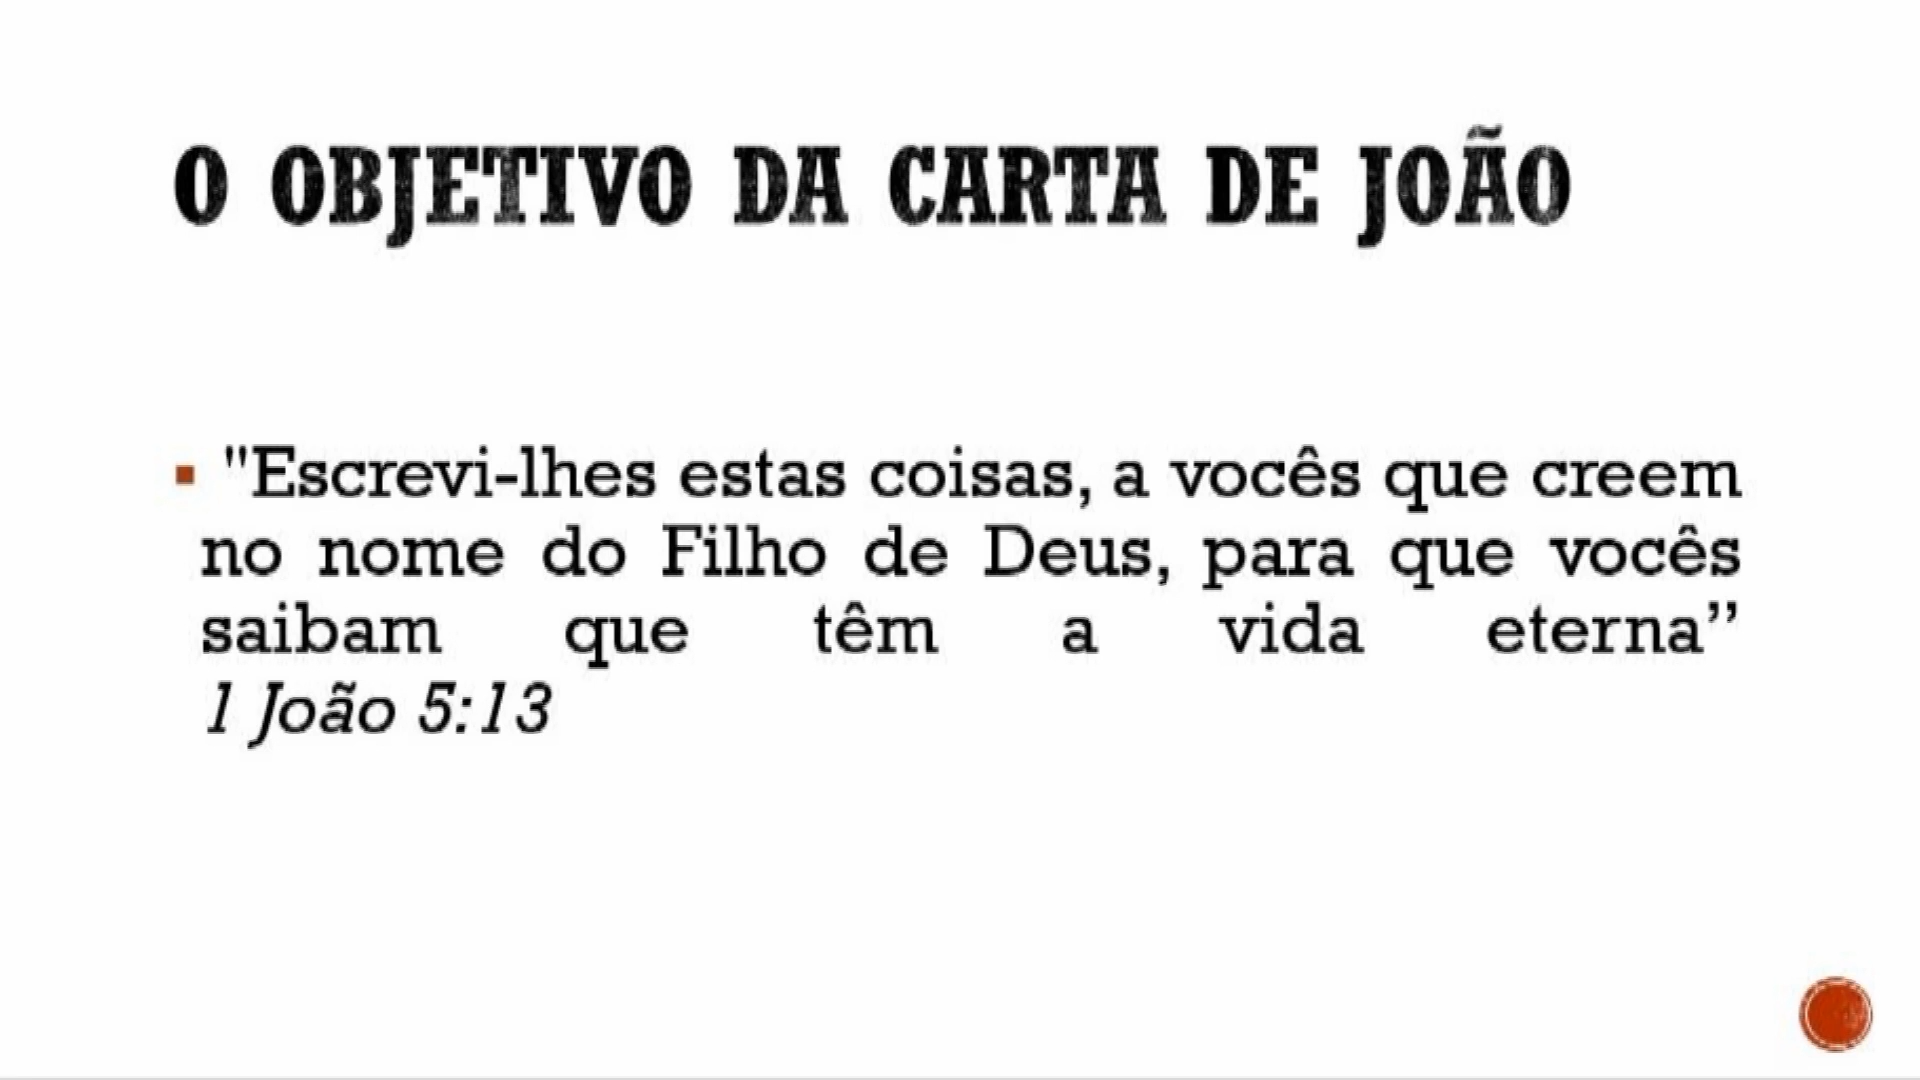 O OBJETIVO DA CARTA DE JOÃO
▪ "Escrevi-lhes estas coisas, a vocês que creem
no nome do Filho de Deus, para que vocês
saibam que têm a vida eterna”
1 João 5:13